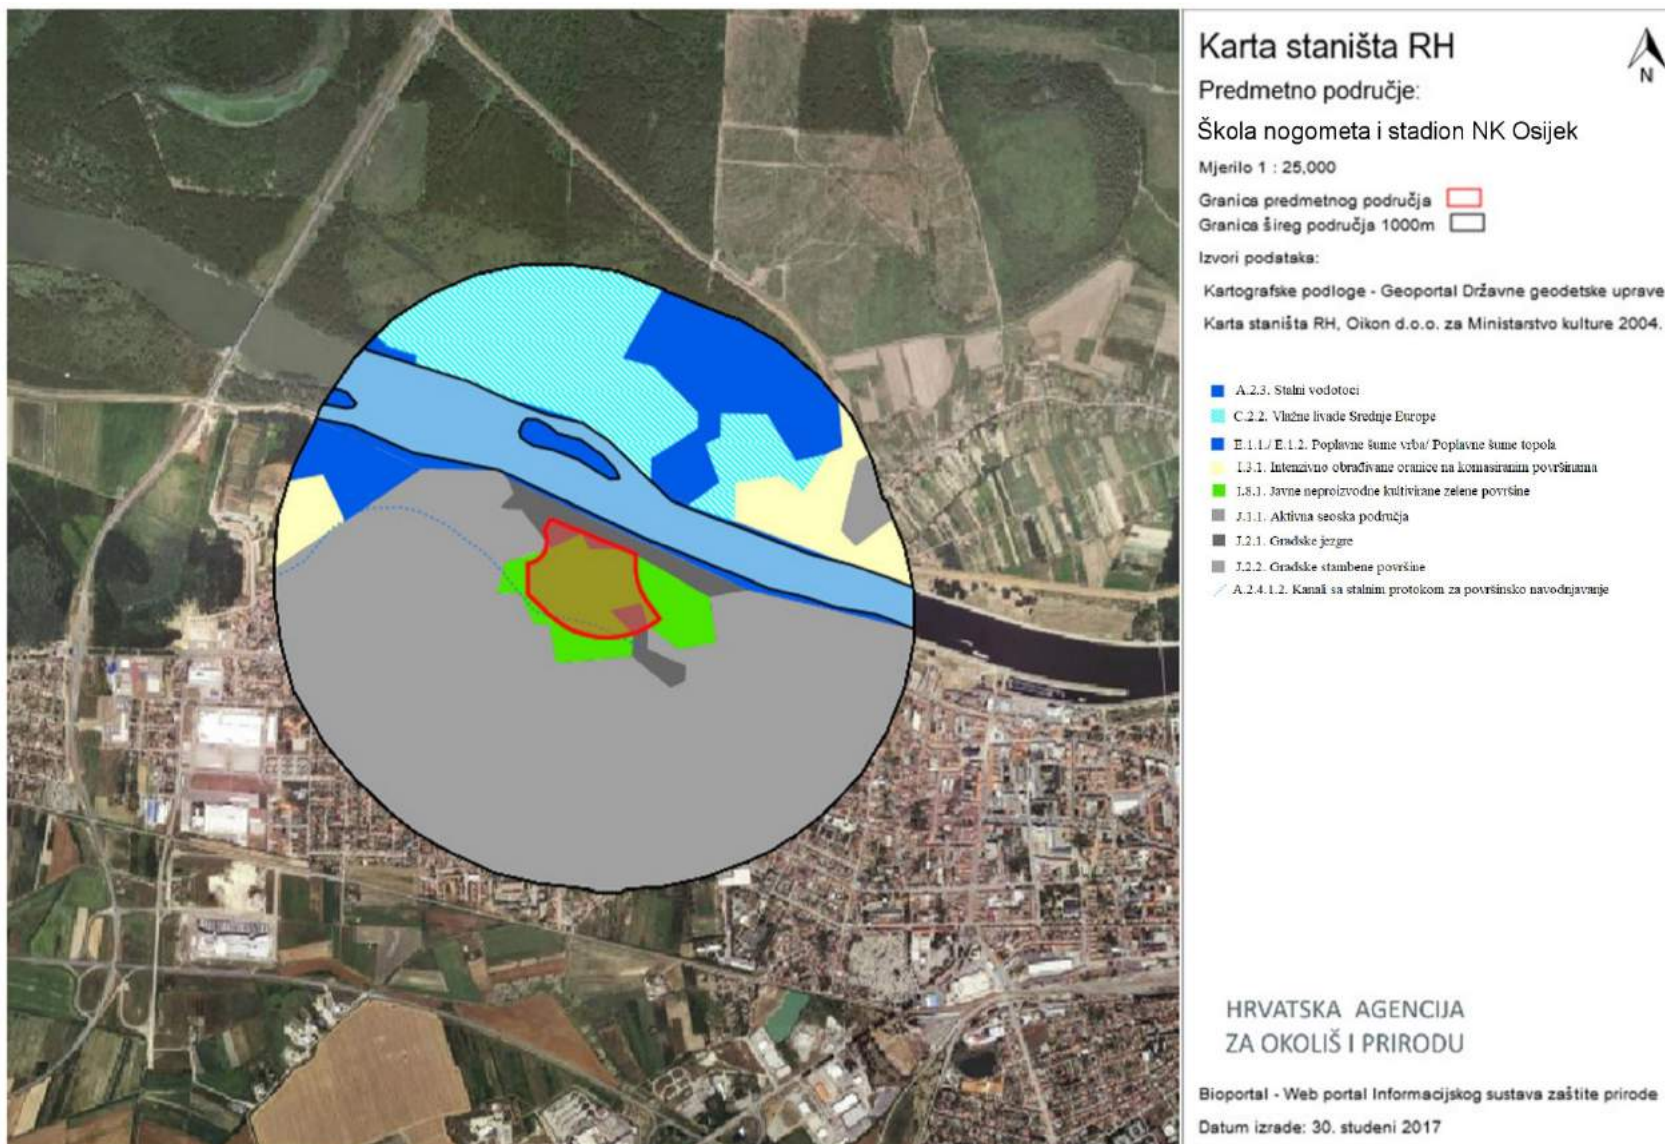 Karta staništa RH
N
Predmetno područje:
Škola nogometa i stadion NK Osijek
Mjerilo 1 : 25,000
Granica predmetnog područja
Granica šireg područja 1000m
Izvori podataka:
Kartografske podloge - Geoportal Državne geodetske uprave
Karta staništa RH, Oikon d.o.o. za Ministarstvo kulture 2004.
A.2.3. Stalni vodotoci
C.2.2. Vlažne livade Srednje Europe
E.1.1./ E.1.2. Poplavne šume vrba/ Poplavne šume topola
I.3.1. Intenzivno obrađivane oranice na komasiranim površinama
I.8.1. Javne neproizvodne kultivirane zelene površine
J.1.1. Aktivna seoska područja
J.2.1. Gradske jezgre
J.2.2. Gradske stambene površine
A.2.4.1.2. Kanali sa stalnim protokom za površinsko navodnjavanje
HRVATSKA AGENCIJA
ZA OKOLIŠ I PRIRODU
Bioportal - Web portal Informacijskog sustava zaštite prirode
Datum izrade: 30. studeni 2017